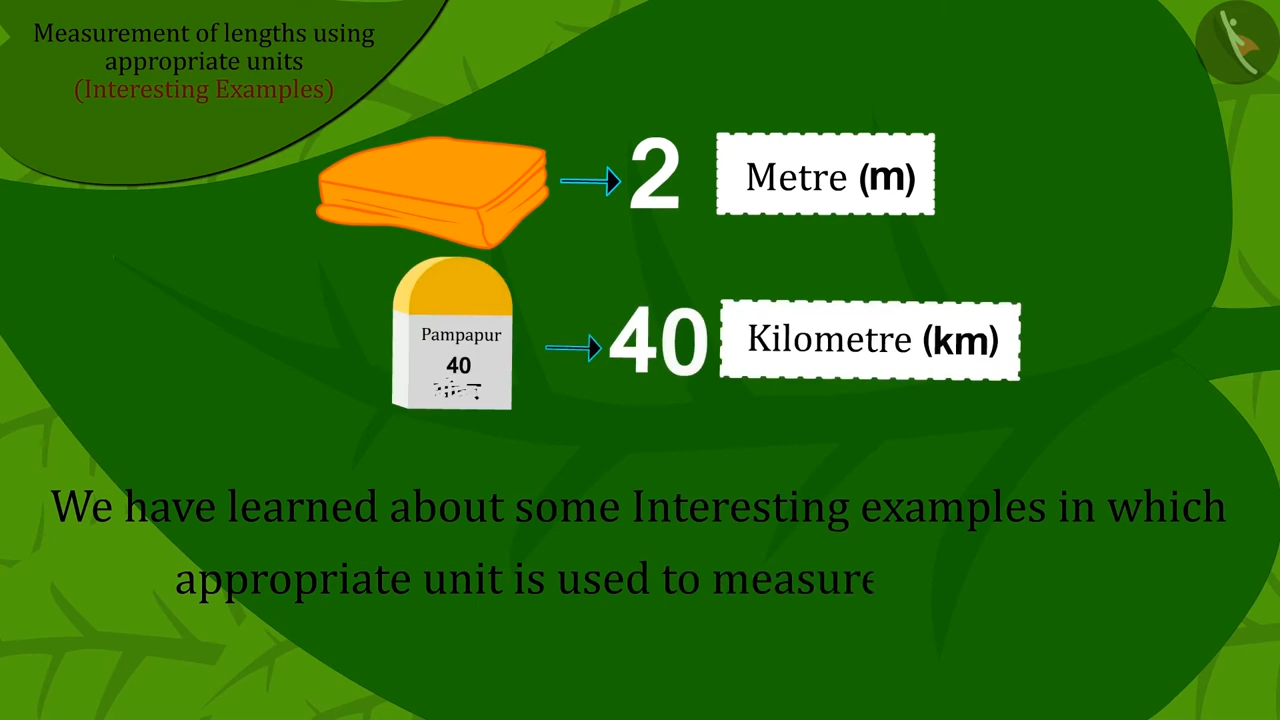 Measurement of lengths using
appropriate units
(Interesting Examples)
2 Metre (m)
Pampapur
40
40 Kilometre (km)
We have learned about some Interesting examples in which
appropriate unit is used to measure